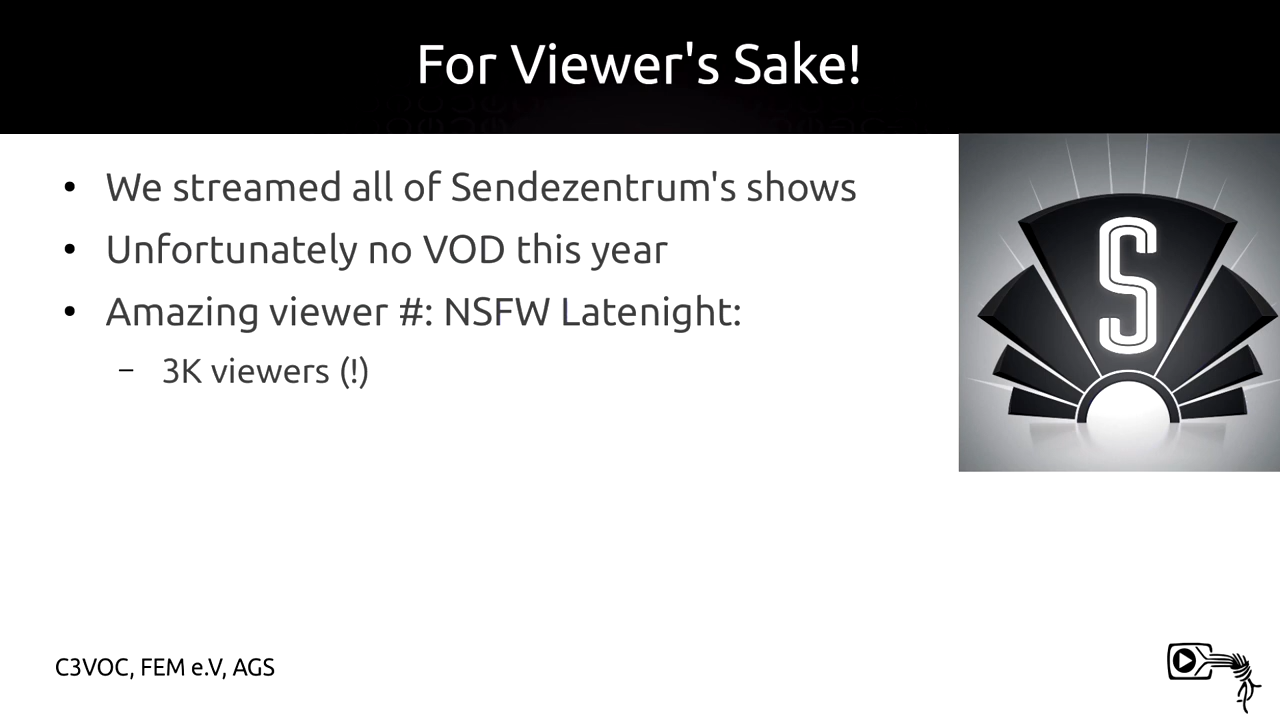 For Viewer's Sake!
• We streamed all of Sendezentrum's shows
• Unfortunately no VOD this year
• Amazing viewer #: NSFW Latenight:
– 3K viewers (!)
S
C3VOC, FEM e.V, AGS